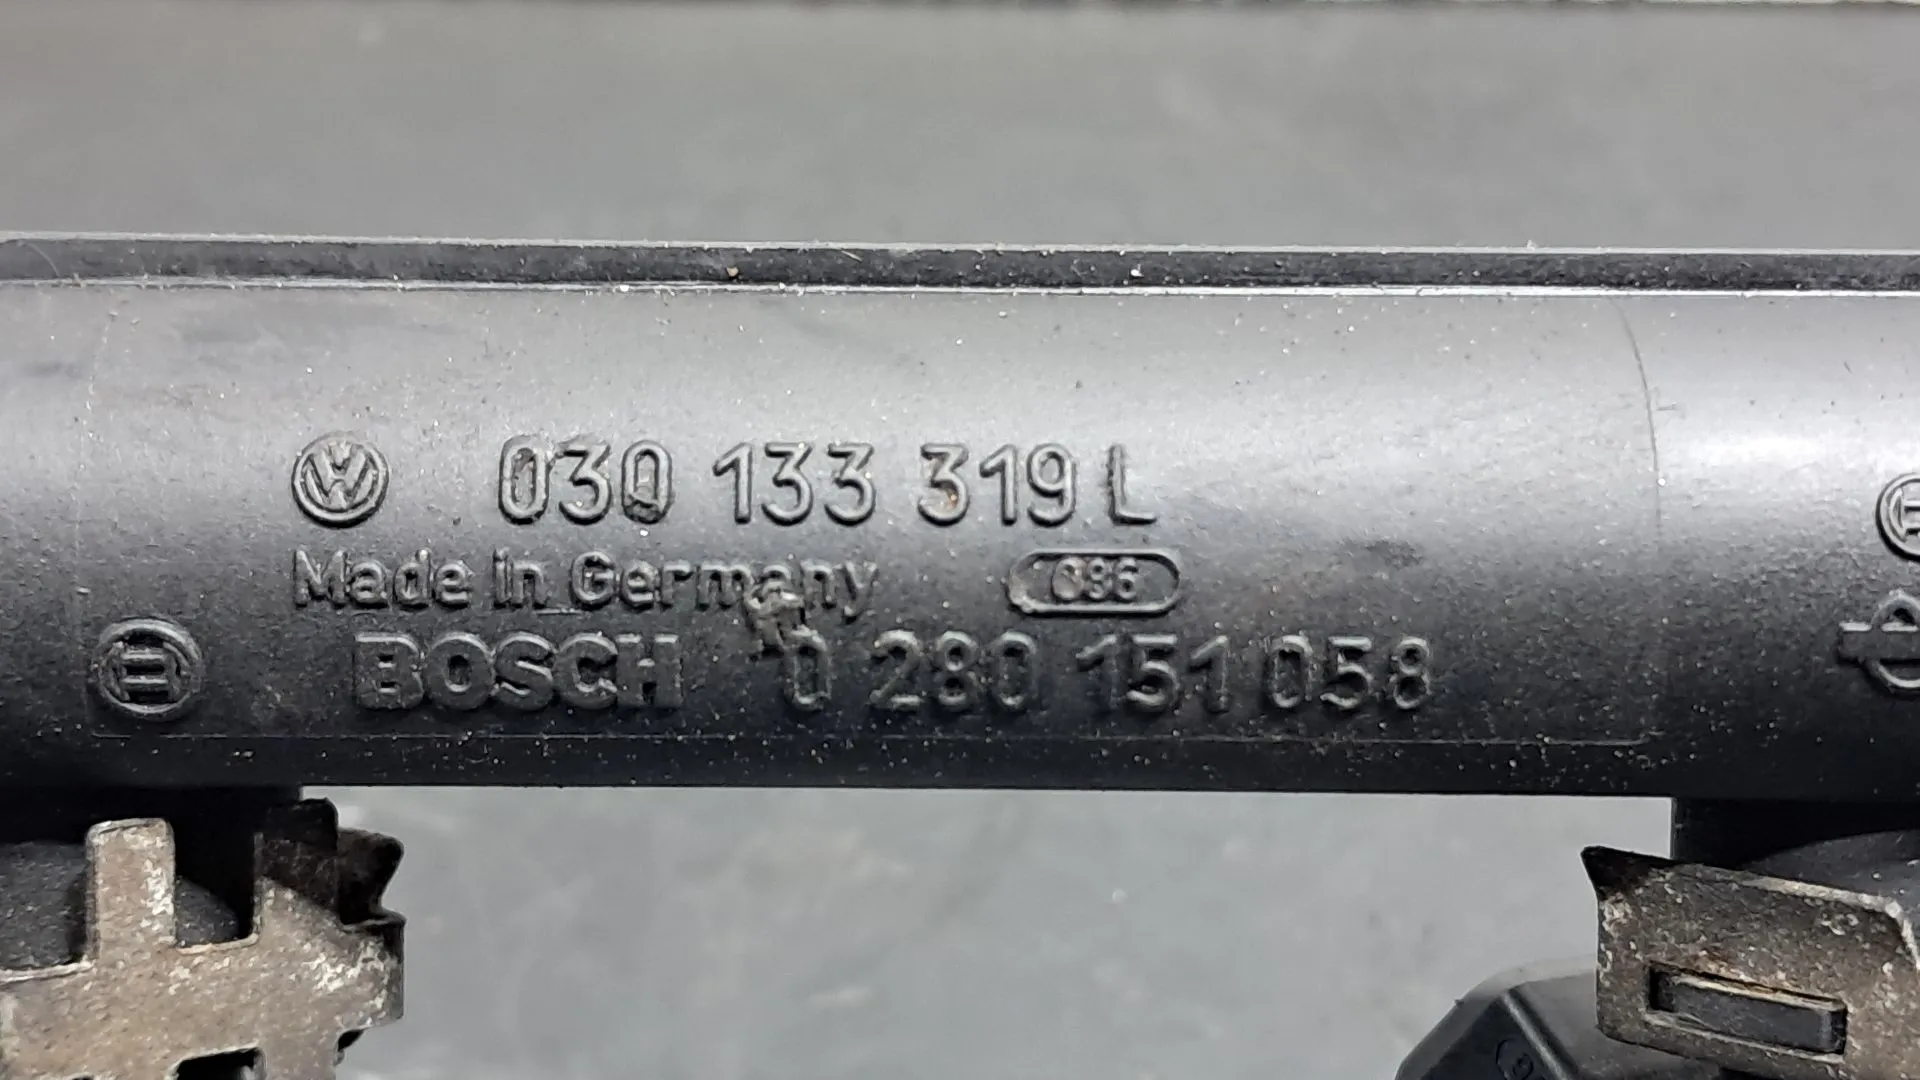 030 133 319 L
Made in Germany 086
BOSCH 0 280 151 058